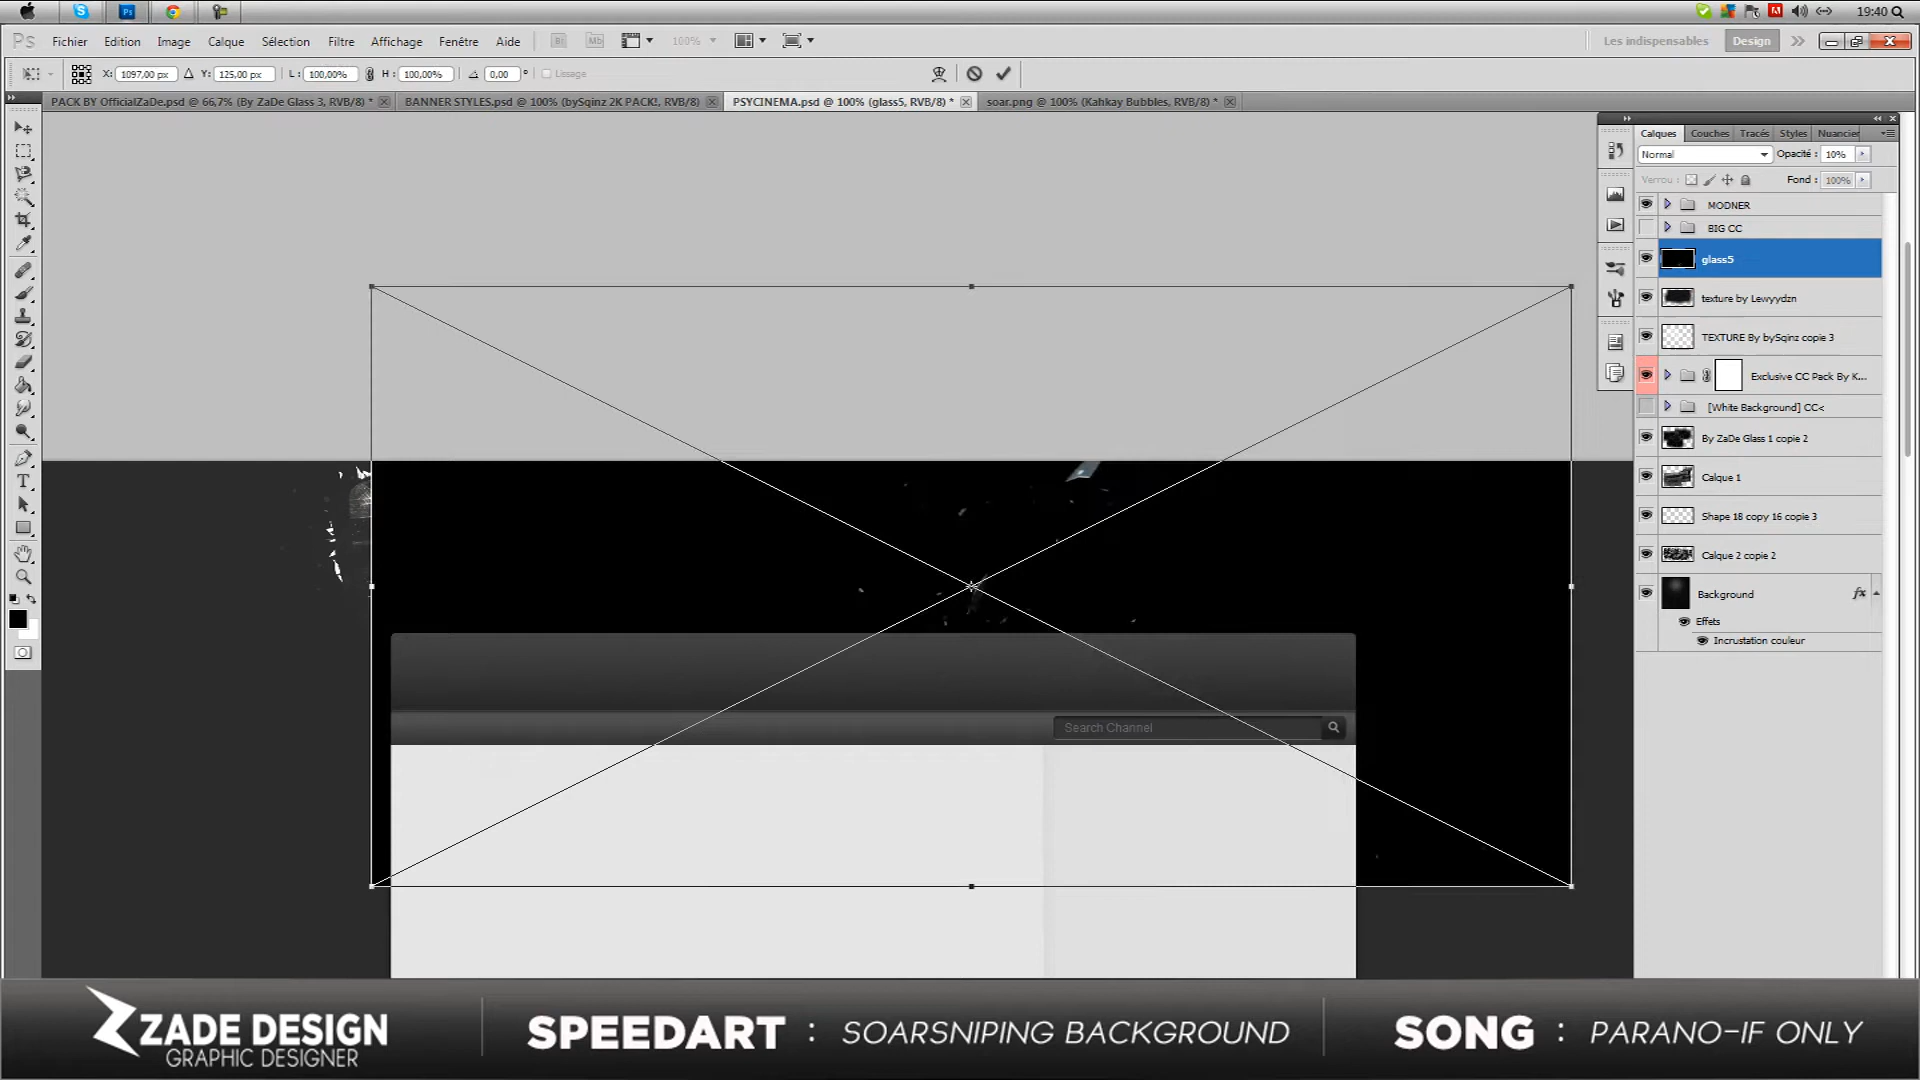 19:40
Ps Fichier Edition Image Calque Sélection Filtre Affichage Fenêtre Aide Br Mb 100% Les indispensables Design
X: 1097,00 px Y: 125,00 px L: 100,00% H: 100,00% 0,00 ° Lissage
PACK BY OfficialZaDe.psd @ 66,7% (By ZaDe Glass 3, RVB/8) * BANNER STYLES.psd @ 100% (bySqinz 2K PACK!, RVB/8) PSYCINEMA.psd @ 100% (glass5, RVB/8) * soar.png @ 100% (Kahkay Bubbles, RVB/8) *
Calques Couches Tracés Styles Nuancier
Normal Opacité : 10%
Verrou : Fond : 100%
MODNER
BIG CC
glass5
texture by Lewyydzn
TEXTURE By bySqinz copie 3
Exclusive CC Pack By K...
[White Background] CC<
By ZaDe Glass 1 copie 2
Calque 1
Shape 18 copy 16 copie 3
Calque 2 copie 2
Background fx
Effets
Incrustation couleur
Search Channel
ZADE DESIGN
GRAPHIC DESIGNER
SPEEDART : SOARSNIPING BACKGROUND
SONG : PARANO-IF ONLY